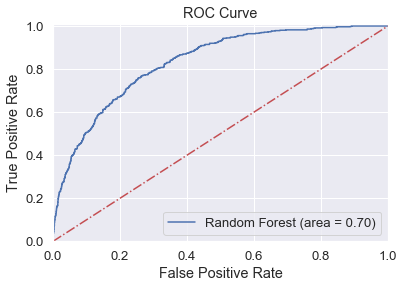 ROC Curve
1.0
0.8
0.6
0.4
0.2
0.0
True Positive Rate
Random Forest (area = 0.70)
0.0 0.2 0.4 0.6 0.8 1.0
False Positive Rate